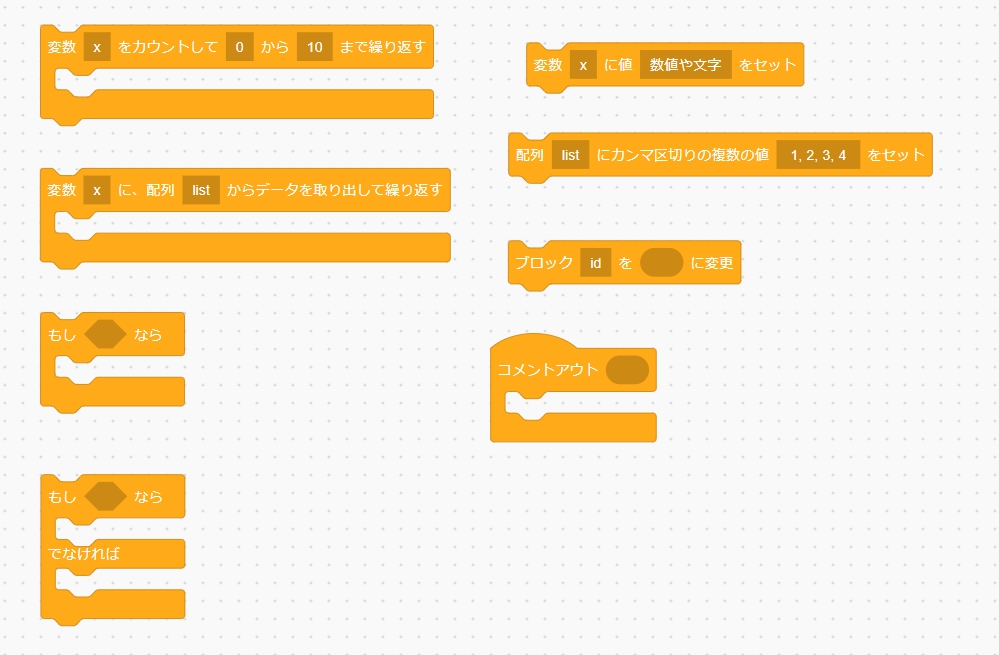 変数 x をカウントして 0 から 10 まで繰り返す
変数 x に値 数値や文字 をセット
配列 list にカンマ区切りの複数の値 1, 2, 3, 4 をセット
変数 x に、配列 list からデータを取り出して繰り返す
ブロック id を に変更
もし なら
コメントアウト
もし なら
でなければ